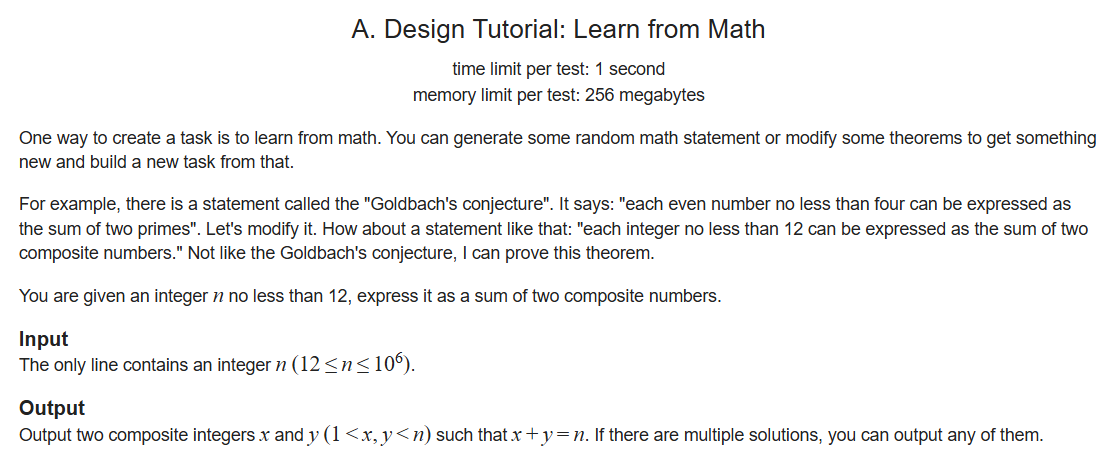 A. Design Tutorial: Learn from Math
time limit per test: 1 second
memory limit per test: 256 megabytes
One way to create a task is to learn from math. You can generate some random math statement or modify some theorems to get something
new and build a new task from that.
For example, there is a statement called the "Goldbach's conjecture". It says: "each even number no less than four can be expressed as
the sum of two primes". Let's modify it. How about a statement like that: "each integer no less than 12 can be expressed as the sum of two
composite numbers." Not like the Goldbach's conjecture, I can prove this theorem.
You are given an integer n no less than 12, express it as a sum of two composite numbers.
Input
The only line contains an integer n (12 ≤ n ≤ 10⁶).
Output
Output two composite integers x and y (1 < x, y < n) such that x + y = n. If there are multiple solutions, you can output any of them.